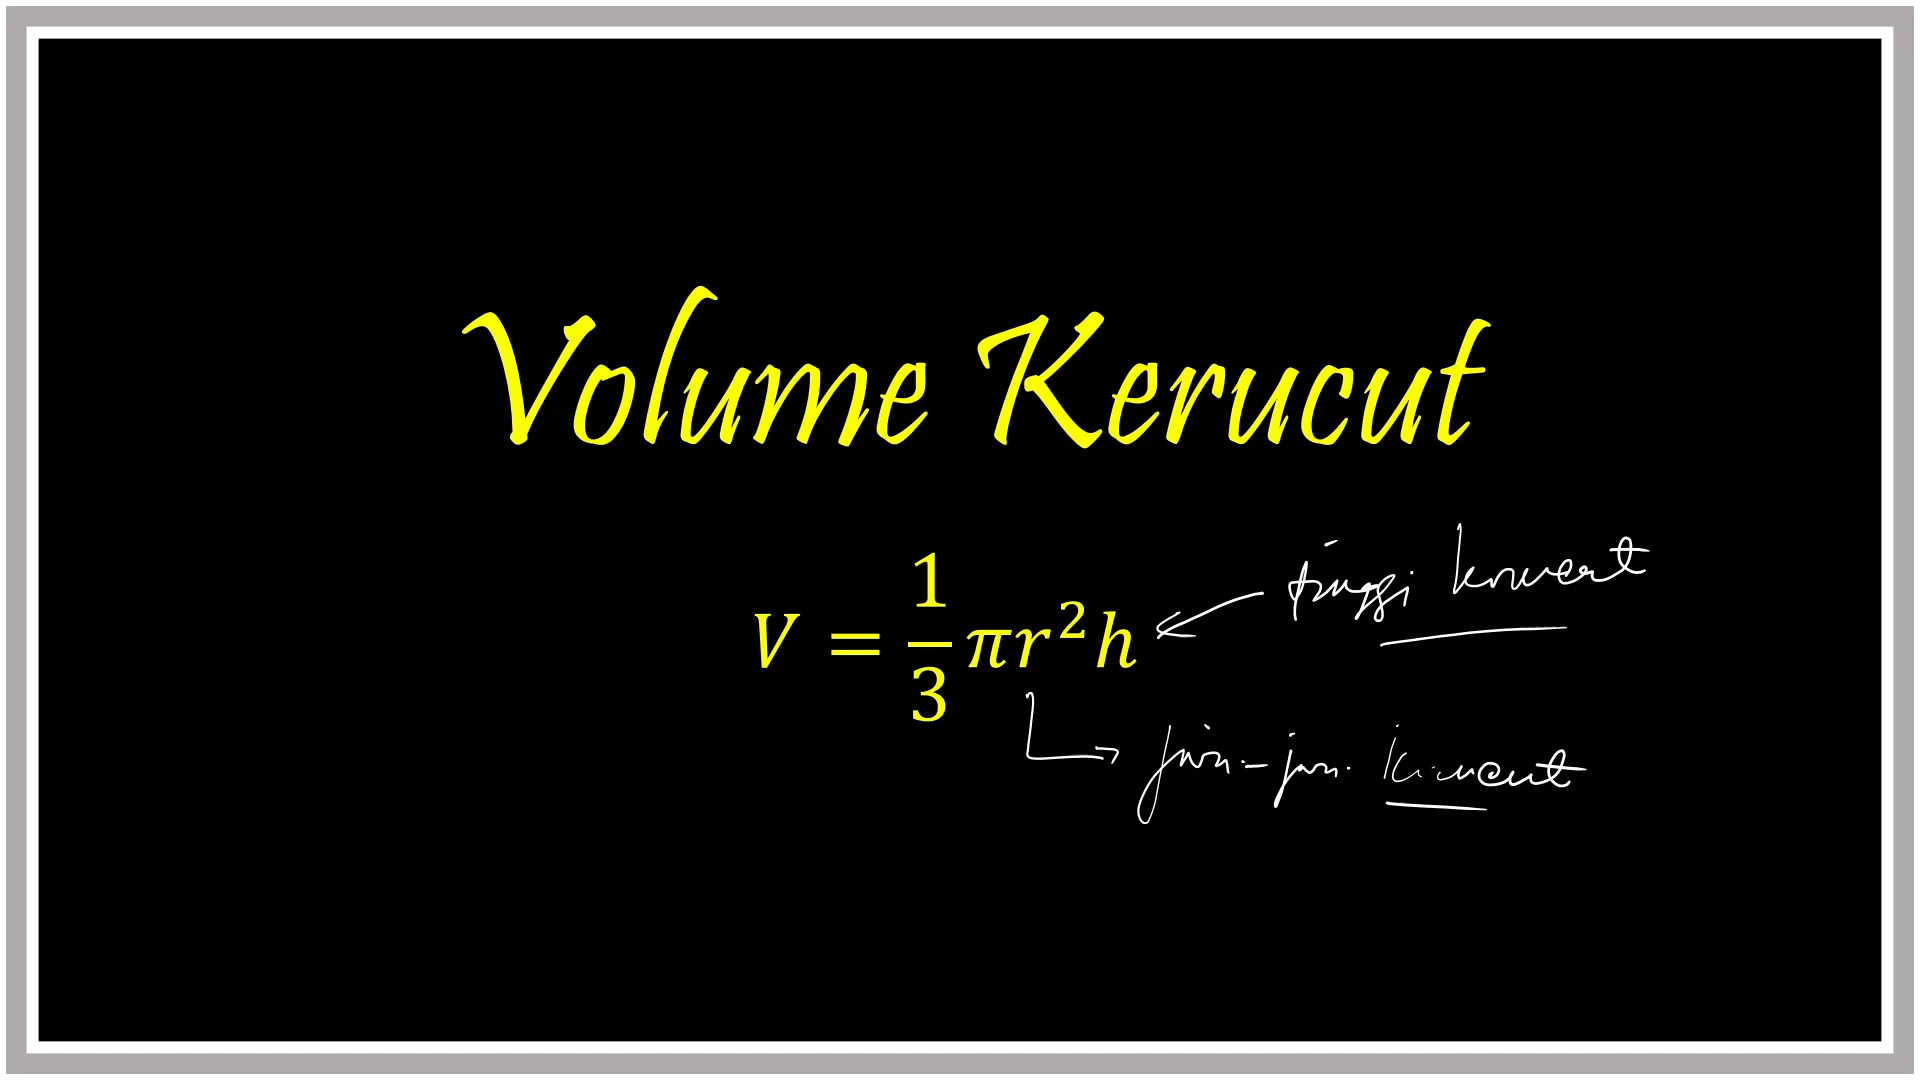 Volume Kerucut
V = 1/3 πr²h
tinggi kerucut
jari-jari kerucut